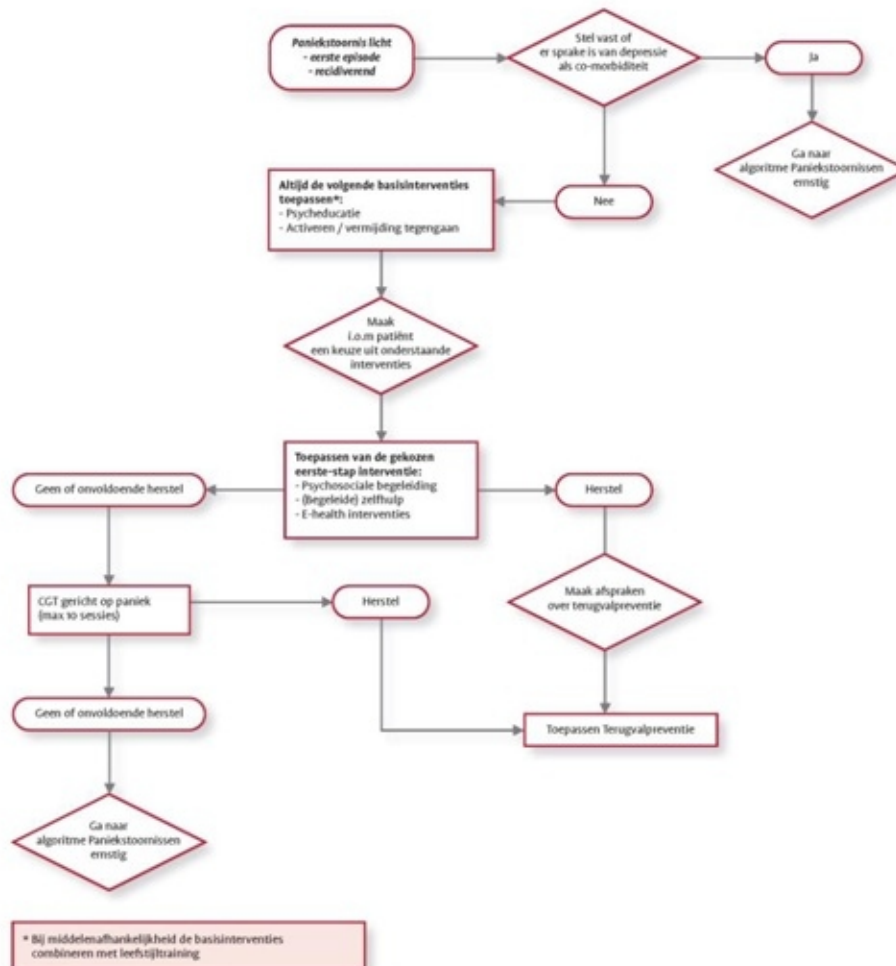 Paniekstoornis licht
- eerste episode
- recidiverend
Stel vast of
er sprake is van depressie
als co-morbiditeit
Ja
Ga naar
algoritme Paniekstoornissen
ernstig
Nee
Altijd de volgende basisinterventies
toepassen*:
- Psycheducatie
- Activeren / vermijding tegengaan
Maak
i.o.m patiënt
een keuze uit onderstaande
interventies
Toepassen van de gekozen
eerste-stap interventie:
- Psychosociale begeleiding
- (Begeleide) zelfhulp
- E-health interventies
Geen of onvoldoende herstel
Herstel
CGT gericht op paniek
(max 10 sessies)
Herstel
Maak afspraken
over terugvalpreventie
Geen of onvoldoende herstel
Toepassen Terugvalpreventie
Ga naar
algoritme Paniekstoornissen
ernstig
* Bij middelenafhankelijkheid de basisinterventies
combineren met leefstijltraining